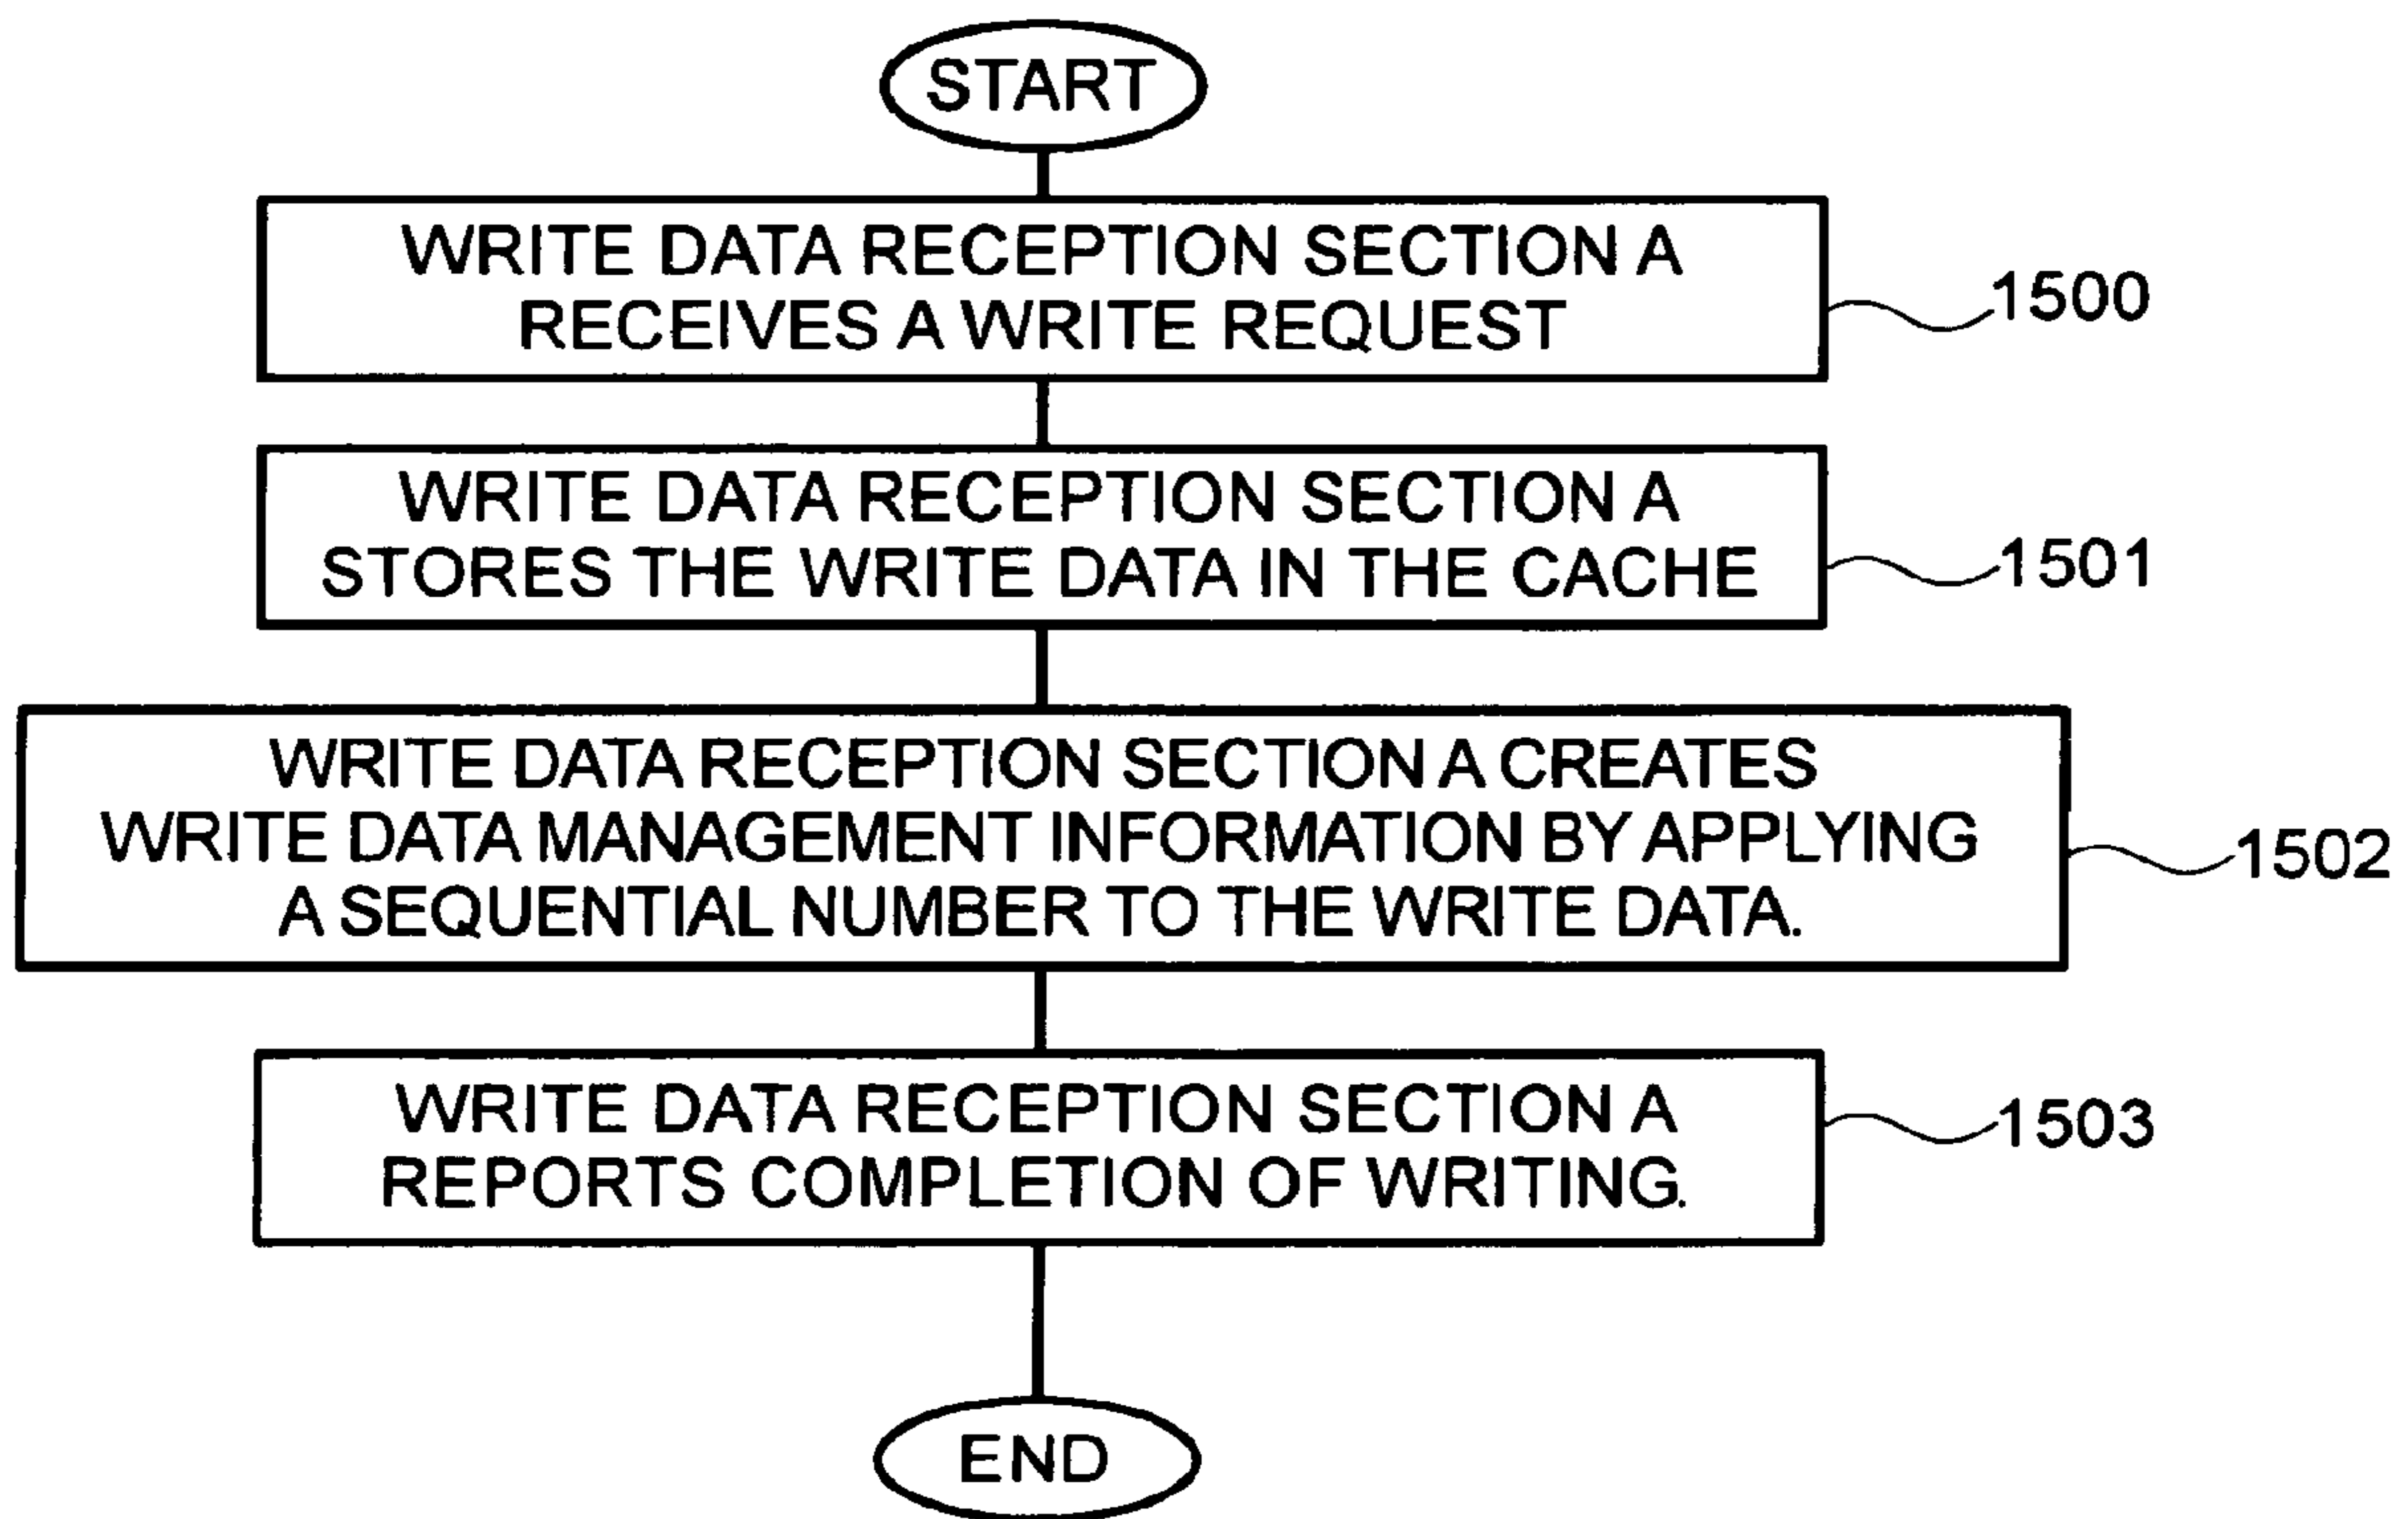 START
WRITE DATA RECEPTION SECTION A
RECEIVES A WRITE REQUEST
1500
WRITE DATA RECEPTION SECTION A
STORES THE WRITE DATA IN THE CACHE
1501
WRITE DATA RECEPTION SECTION A CREATES
WRITE DATA MANAGEMENT INFORMATION BY APPLYING
A SEQUENTIAL NUMBER TO THE WRITE DATA.
1502
WRITE DATA RECEPTION SECTION A
REPORTS COMPLETION OF WRITING.
1503
END